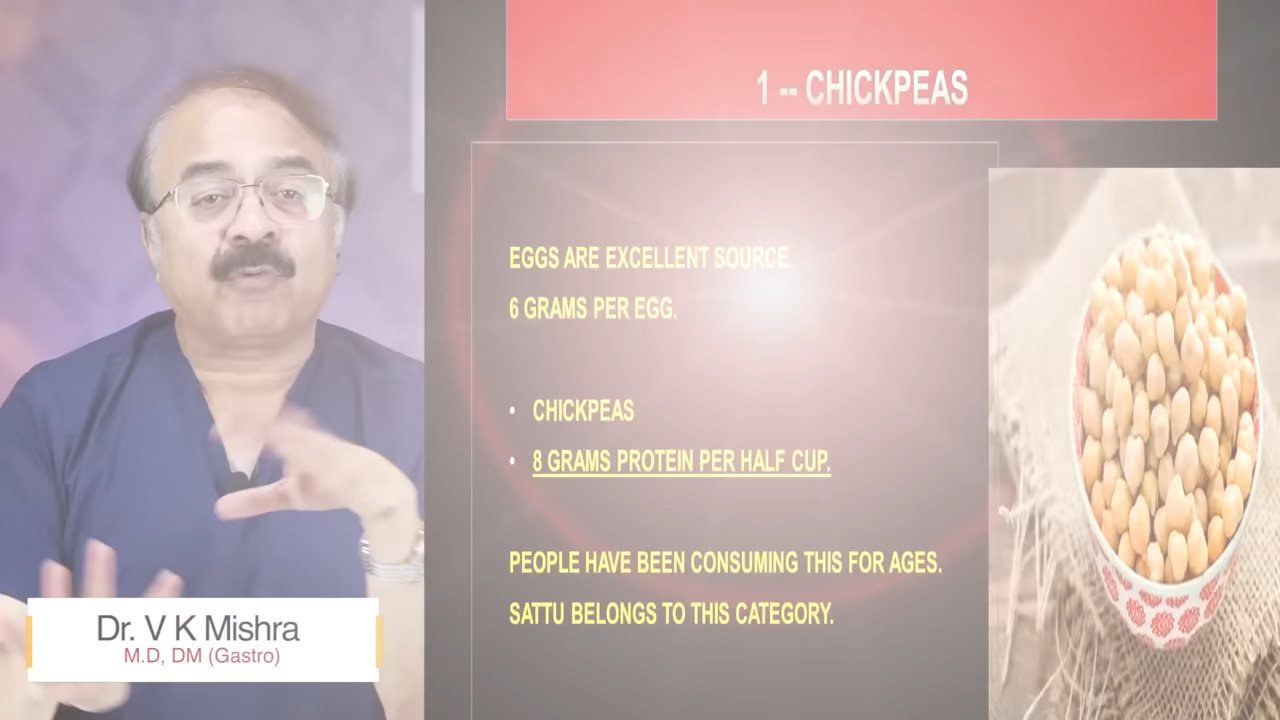 1 -- CHICKPEAS
EGGS ARE EXCELLENT SOURCE.
6 GRAMS PER EGG.
• CHICKPEAS
• 8 GRAMS PROTEIN PER HALF CUP.
PEOPLE HAVE BEEN CONSUMING THIS FOR AGES.
SATTU BELONGS TO THIS CATEGORY.
Dr. V K Mishra
M.D, DM (Gastro)